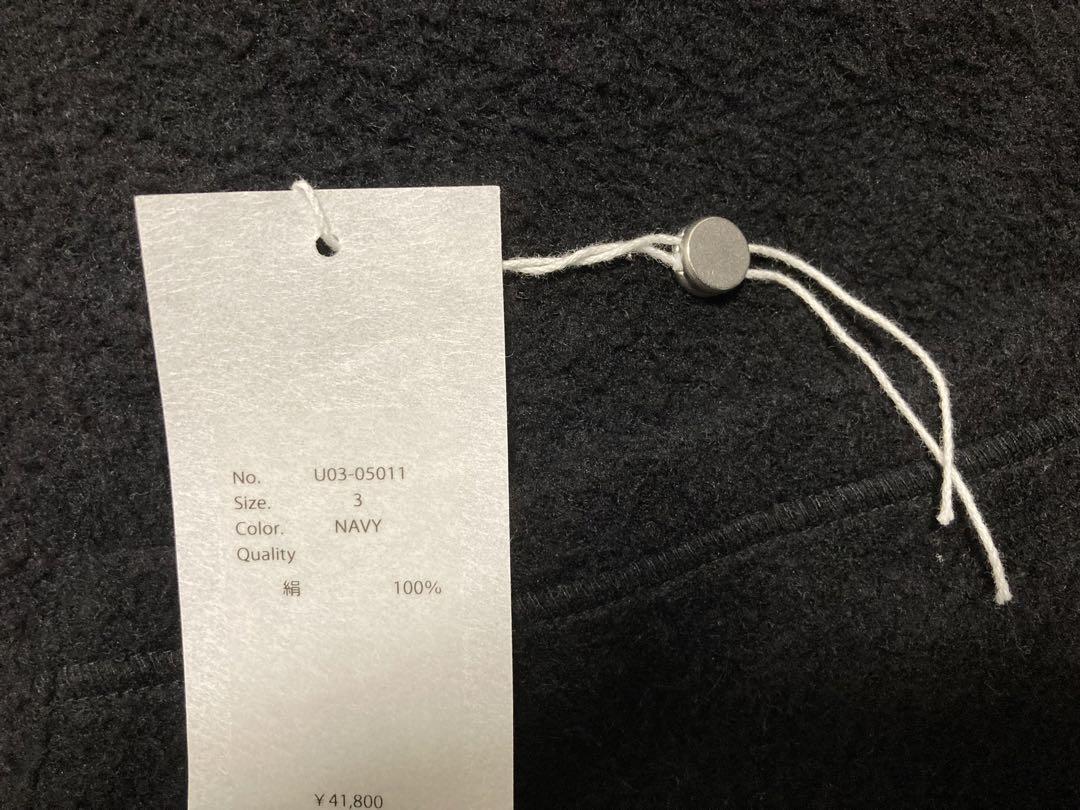 No. U03-05011
Size. 3
Color. NAVY
Quality
絹 100%
¥41,800